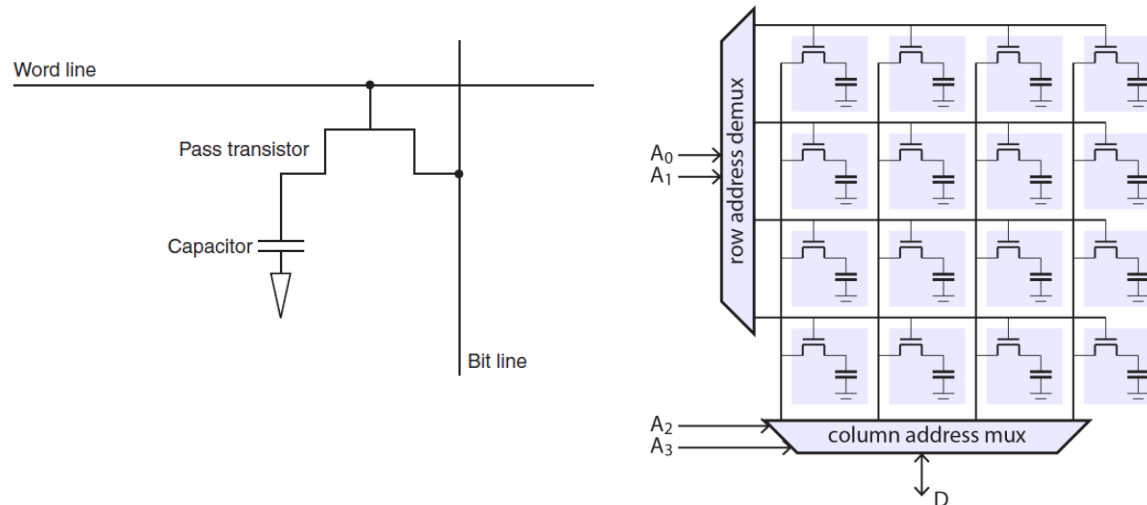 Word line
Pass transistor
Capacitor
Bit line
row address demux
A0
A1
A2
A3
column address mux
D